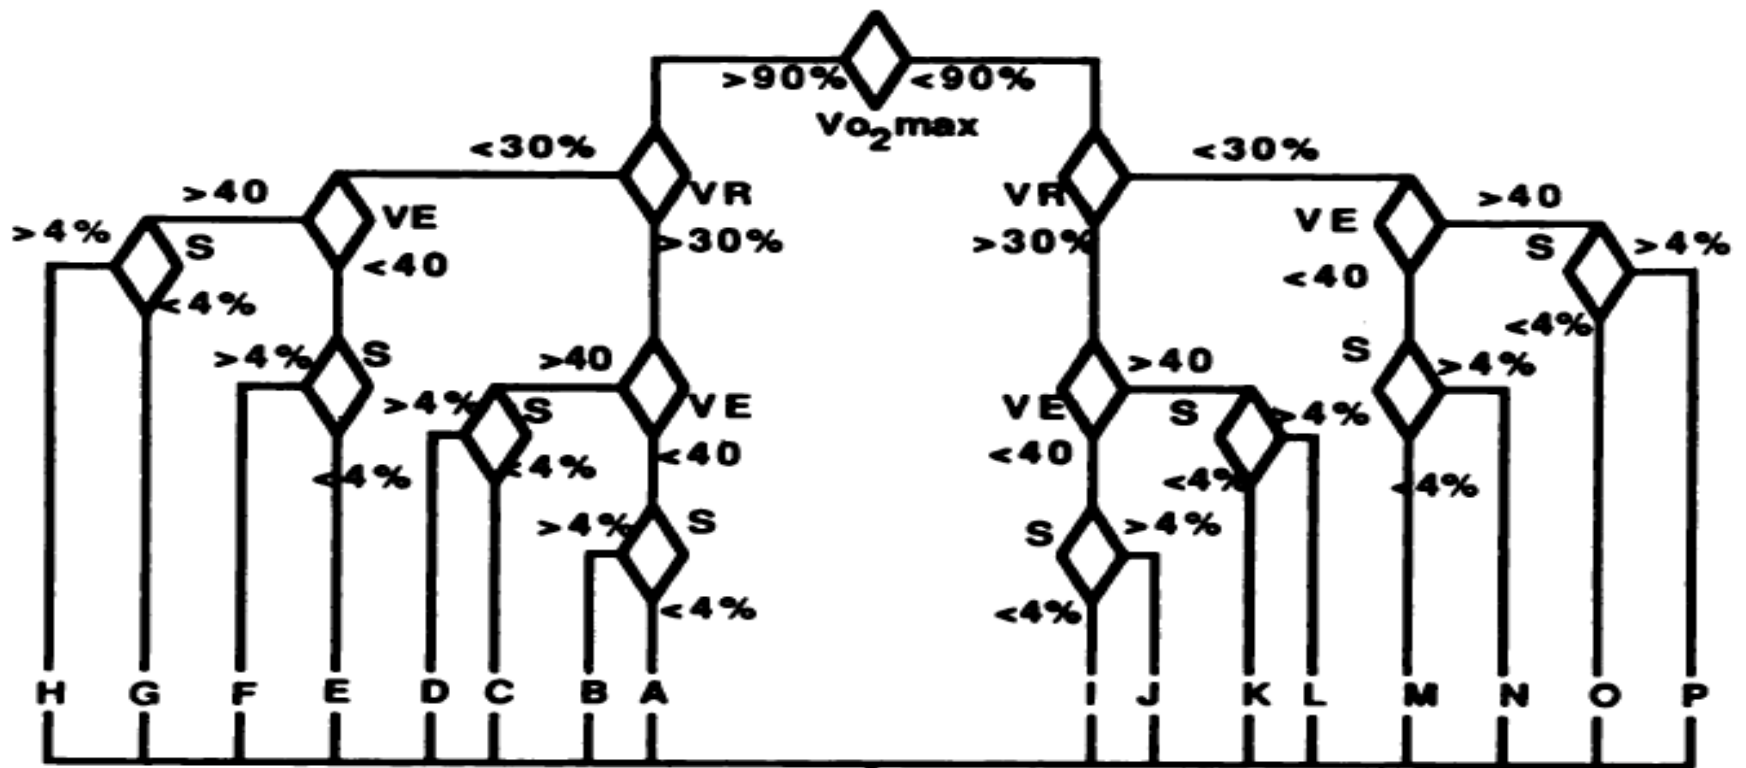 >90% <90%
Vo2max
<30% <30%
>40 VE VR VR VE >40
>4% S <40 >30% >30% <40 S >4%
<4% <4%
>4% S >40 >40 S >4%
>4% S VE VE S >4%
<4% <4% <40 <40 <4% <4%
>4% S S >4%
<4% <4%
H G F E D C B A I J K L M N O P